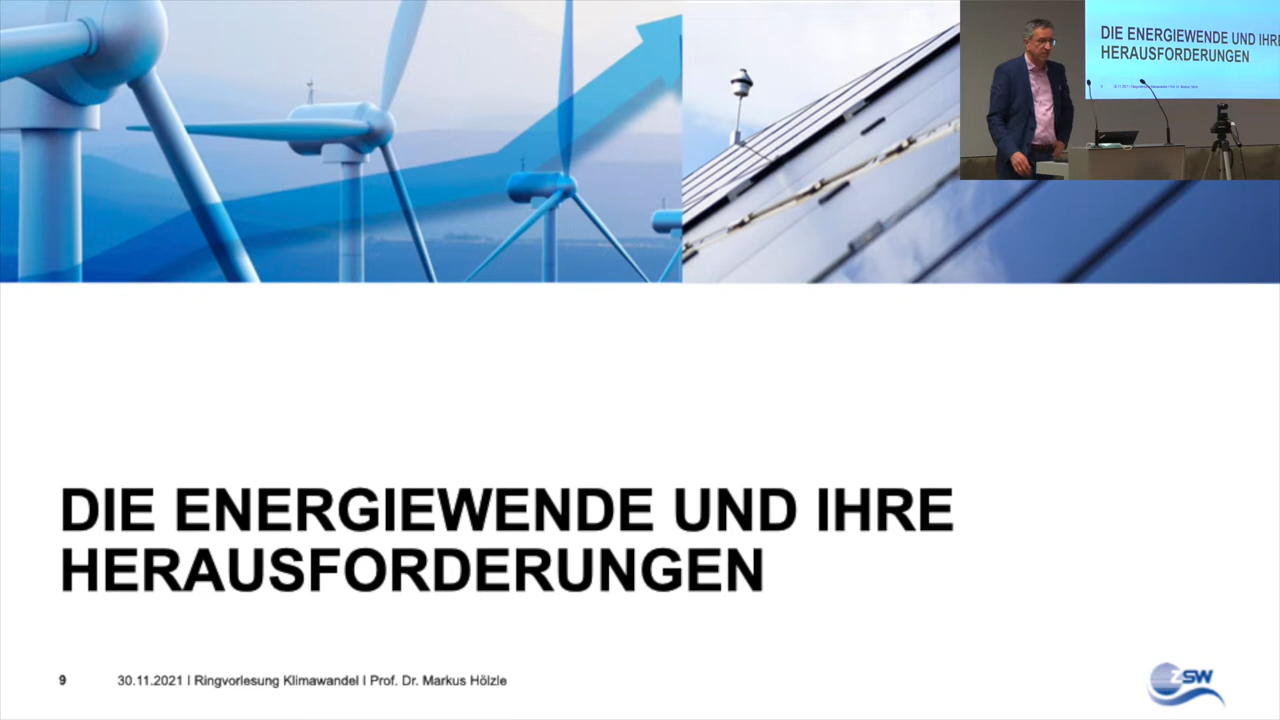 DIE ENERGIEWENDE UND IHRE
HERAUSFORDERUNGEN
DIE ENERGIEWENDE UND IHRE
HERAUSFORDERUNGEN
9 30.11.2021 I Ringvorlesung Klimawandel I Prof. Dr. Markus Hölzle
ZSW